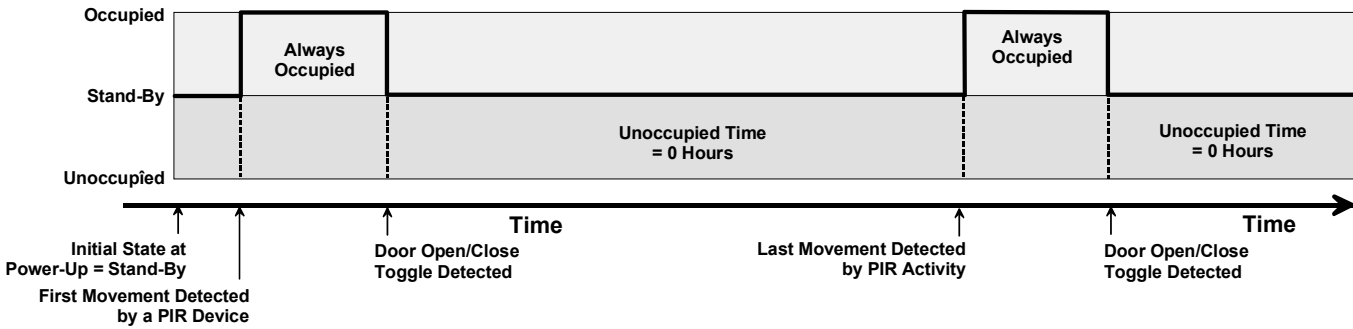 Occupied
Always
Occupied
Always
Occupied
Stand-By
Unoccupied Time
= 0 Hours
Unoccupied Time
= 0 Hours
Unoccupied
Time
Time
Initial State at
Power-Up = Stand-By
Door Open/Close
Toggle Detected
Last Movement Detected
by PIR Activity
Door Open/Close
Toggle Detected
First Movement Detected
by a PIR Device